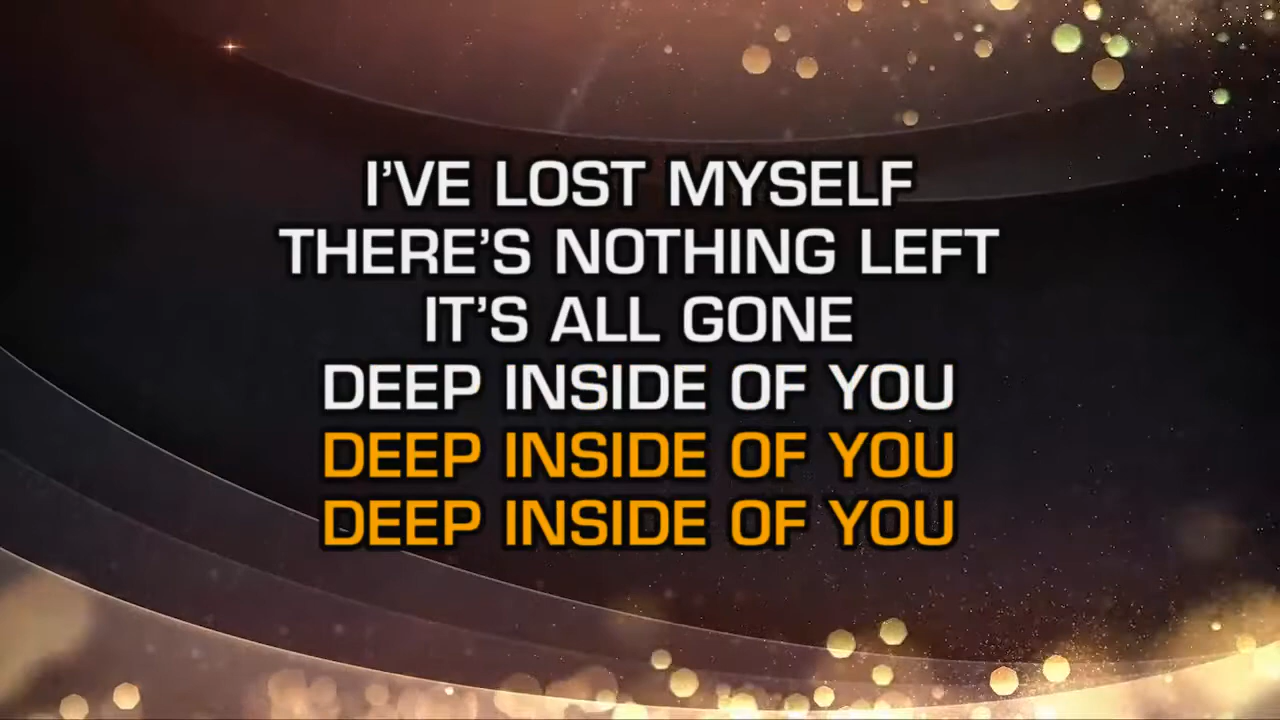 I'VE LOST MYSELF
THERE'S NOTHING LEFT
IT'S ALL GONE
DEEP INSIDE OF YOU
DEEP INSIDE OF YOU
DEEP INSIDE OF YOU